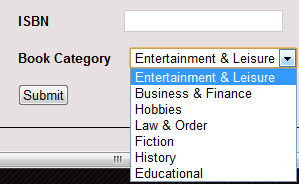 ISBN
Book Category Entertainment & Leisure
Entertainment & Leisure
Submit Business & Finance
Hobbies
Law & Order
Fiction
History
Educational